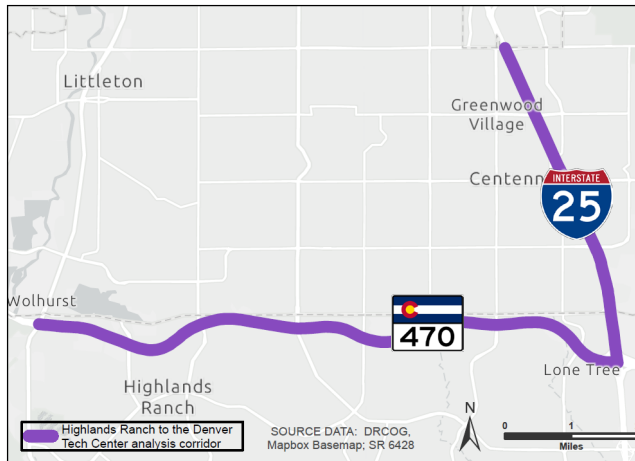 Littleton
Greenwood
Village
Centenn
INTERSTATE
25
Wolhurst
470
Lone Tree
Highlands
Ranch
Highlands Ranch to the Denver
Tech Center analysis corridor
SOURCE DATA: DRCOG,
Mapbox Basemap; SR 6428
N
0 1
Miles